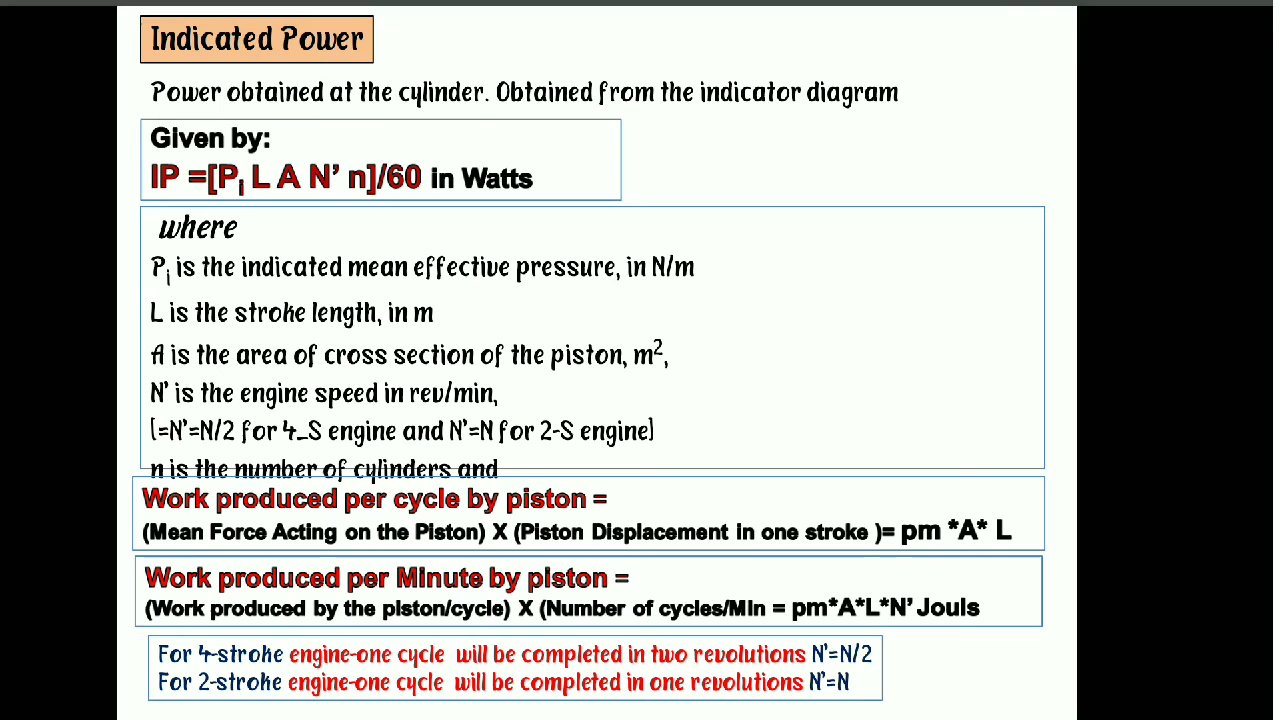 Indicated Power
Power obtained at the cylinder. Obtained from the indicator diagram
Given by:
IP =[Pi L A N’ n]/60 in Watts
where
Pi is the indicated mean effective pressure, in N/m
L is the stroke length, in m
A is the area of cross section of the piston, m2,
N’ is the engine speed in rev/min,
[=N’=N/2 for 4_S engine and N’=N for 2-S engine]
n is the number of cylinders and
Work produced per cycle by piston =
(Mean Force Acting on the Piston) X (Piston Displacement in one stroke )= pm *A* L
Work produced per Minute by piston =
(Work produced by the piston/cycle) X (Number of cycles/Min = pm*A*L*N’ Jouls
For 4-stroke engine-one cycle will be completed in two revolutions N’=N/2
For 2-stroke engine-one cycle will be completed in one revolutions N’=N